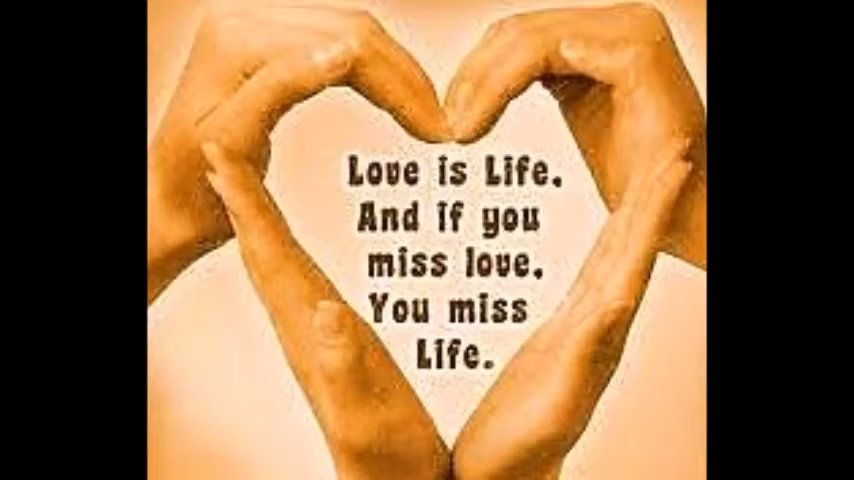 Love is Life.
And if you
miss love.
You miss
Life.